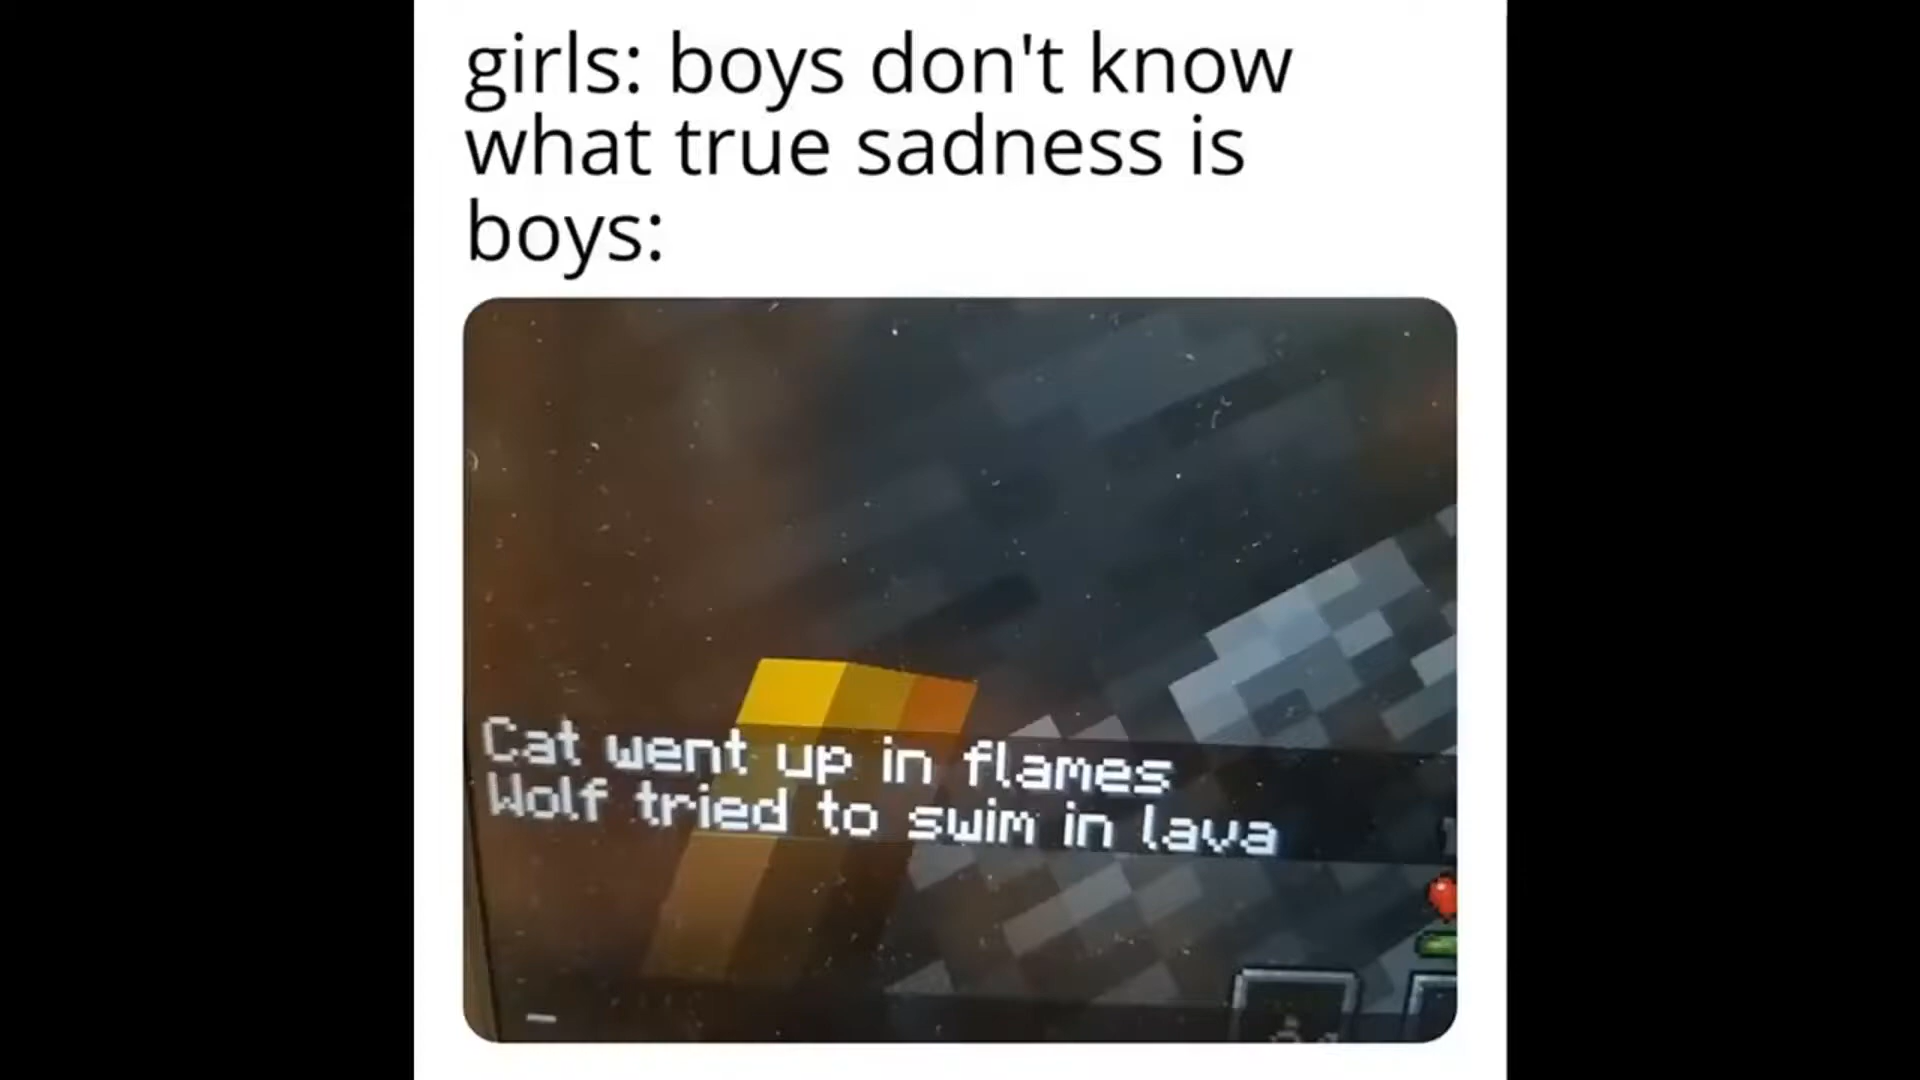 girls: boys don't know
what true sadness is
boys:
Cat went up in flames
Wolf tried to swim in lava